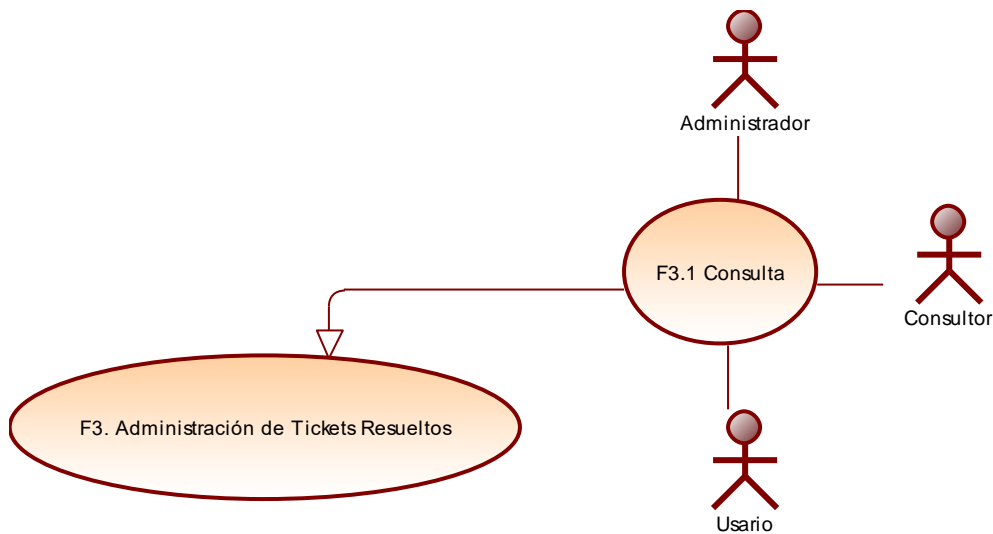 Administrador
F3.1 Consulta
Consultor
F3. Administración de Tickets Resueltos
Usario